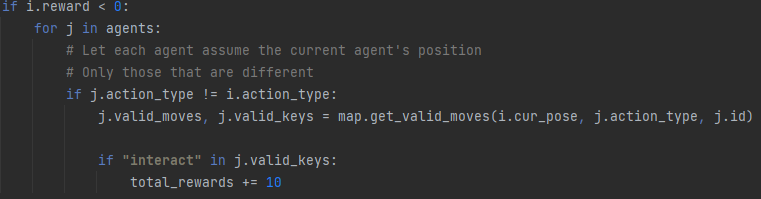 if i.reward < 0:
for j in agents:
# Let each agent assume the current agent's position
# Only those that are different
if j.action_type != i.action_type:
j.valid_moves, j.valid_keys = map.get_valid_moves(i.cur_pose, j.action_type, j.id)
if "interact" in j.valid_keys:
total_rewards += 10